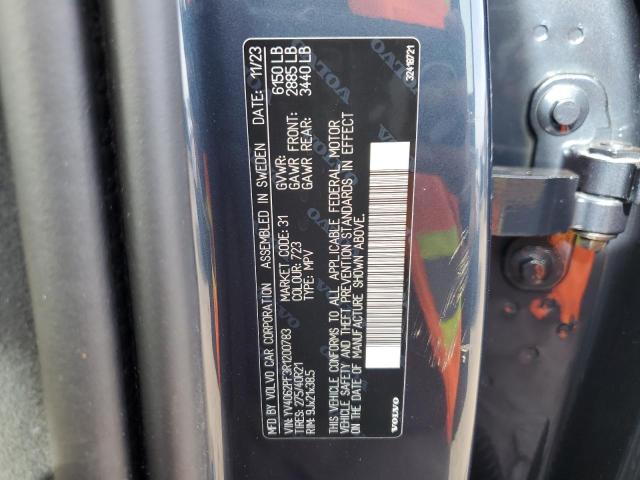 MFD BY VOLVO CAR CORPORATION ASSEMBLED IN SWEDEN DATE: 11/23
VIN: YV4062PF3R1200783 MARKET CODE: 31 GVWR: 6150 LB
TIRES: 275/40R21 COLOUR: 723 GAWR FRONT: 2885 LB
RIM: 9Jx21x38.5 TYPE: MPV GAWR REAR: 3440 LB
THIS VEHICLE CONFORMS TO ALL APPLICABLE FEDERAL MOTOR
VEHICLE SAFETY AND THEFT PREVENTION STANDARDS IN EFFECT
ON DATE OF MANUFACTURE SHOWN ABOVE.
VOLVO
32418721